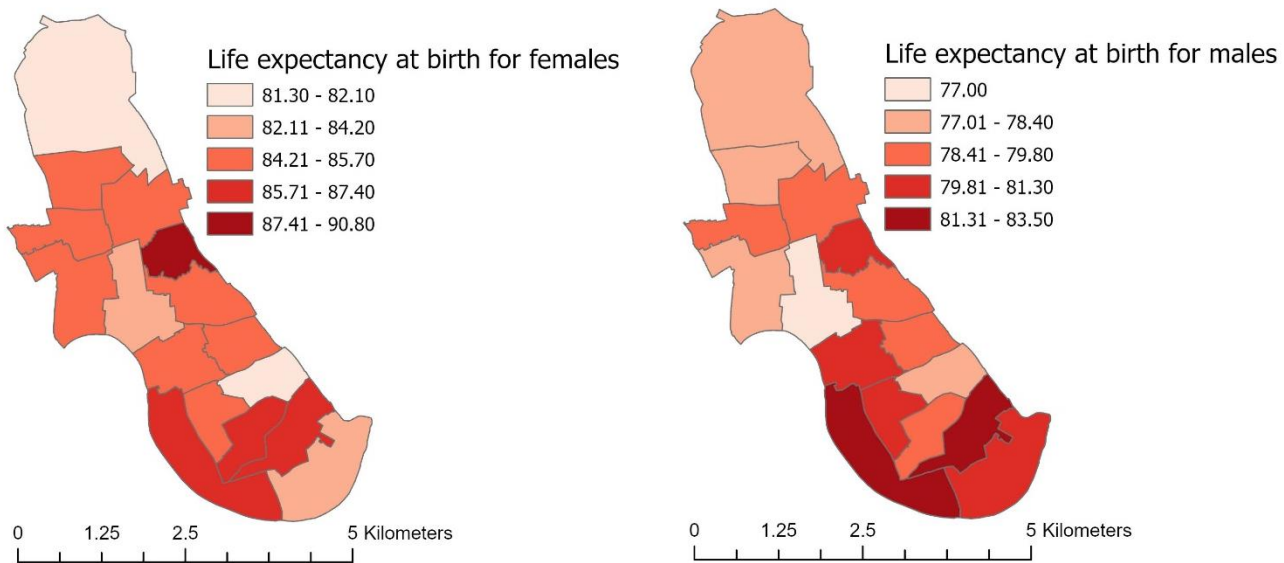 Life expectancy at birth for females
81.30 - 82.10
82.11 - 84.20
84.21 - 85.70
85.71 - 87.40
87.41 - 90.80
0 1.25 2.5 5 Kilometers
Life expectancy at birth for males
77.00
77.01 - 78.40
78.41 - 79.80
79.81 - 81.30
81.31 - 83.50
0 1.25 2.5 5 Kilometers